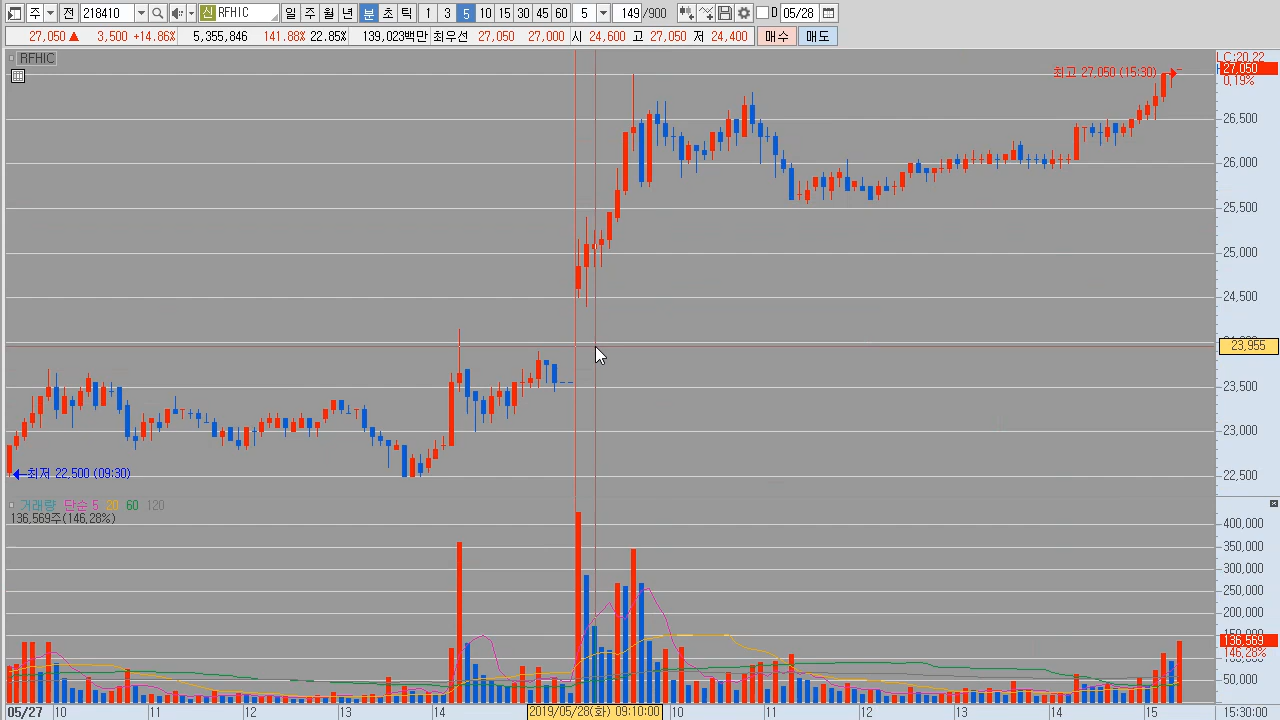 주 전 218410 신 RFHIC 일 주 월 년 분 초 틱 1 3 5 10 15 30 45 60 5 149 /900 D 05/28
27,050 ▲ 3,500 +14.86% 5,355,846 141.88% 22.85% 139,023백만 최우선 27,050 27,000 시 24,600 고 27,050 저 24,400 매수 매도
RFHIC
LC:20.22
최고 27,050 (15:30)
27,050
0.19%
26,500
26,000
25,500
25,000
24,500
23,955
23,500
23,000
최저 22,500 (09:30)
22,500
거래량 단순 5 20 60 120
136,569주(146.28%)
400,000
350,000
300,000
250,000
200,000
150,000
136,569
146.28%
50,000
05/27 10 11 12 13 14 2019/05/28(화) 09:10:00 10 11 12 13 14 15 15:30:00